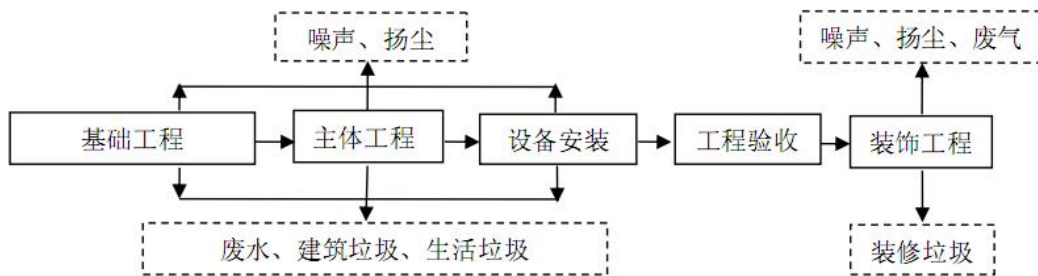 噪声、扬尘
噪声、扬尘、废气
基础工程
主体工程
设备安装
工程验收
装饰工程
废水、建筑垃圾、生活垃圾
装修垃圾